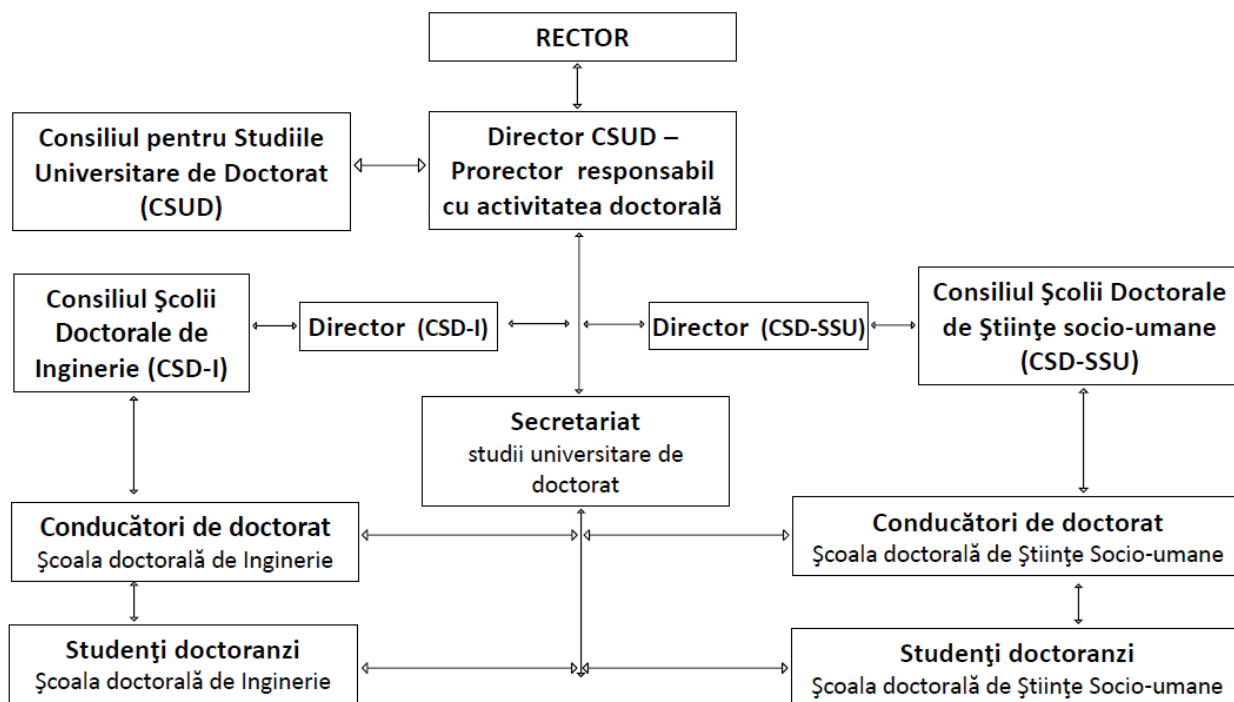 RECTOR
Consiliul pentru Studiile
Universitare de Doctorat
(CSUD)
Director CSUD –
Prorector responsabil
cu activitatea doctorală
Consiliul Şcolii
Doctorale de
Inginerie (CSD-I)
Director (CSD-I)
Director (CSD-SSU)
Consiliul Şcolii Doctorale
de Ştiinţe socio-umane
(CSD-SSU)
Secretariat
studii universitare de
doctorat
Conducători de doctorat
Şcoala doctorală de Inginerie
Conducători de doctorat
Şcoala doctorală de Ştiinţe Socio-umane
Studenţi doctoranzi
Şcoala doctorală de Inginerie
Studenţi doctoranzi
Şcoala doctorală de Ştiinţe Socio-umane